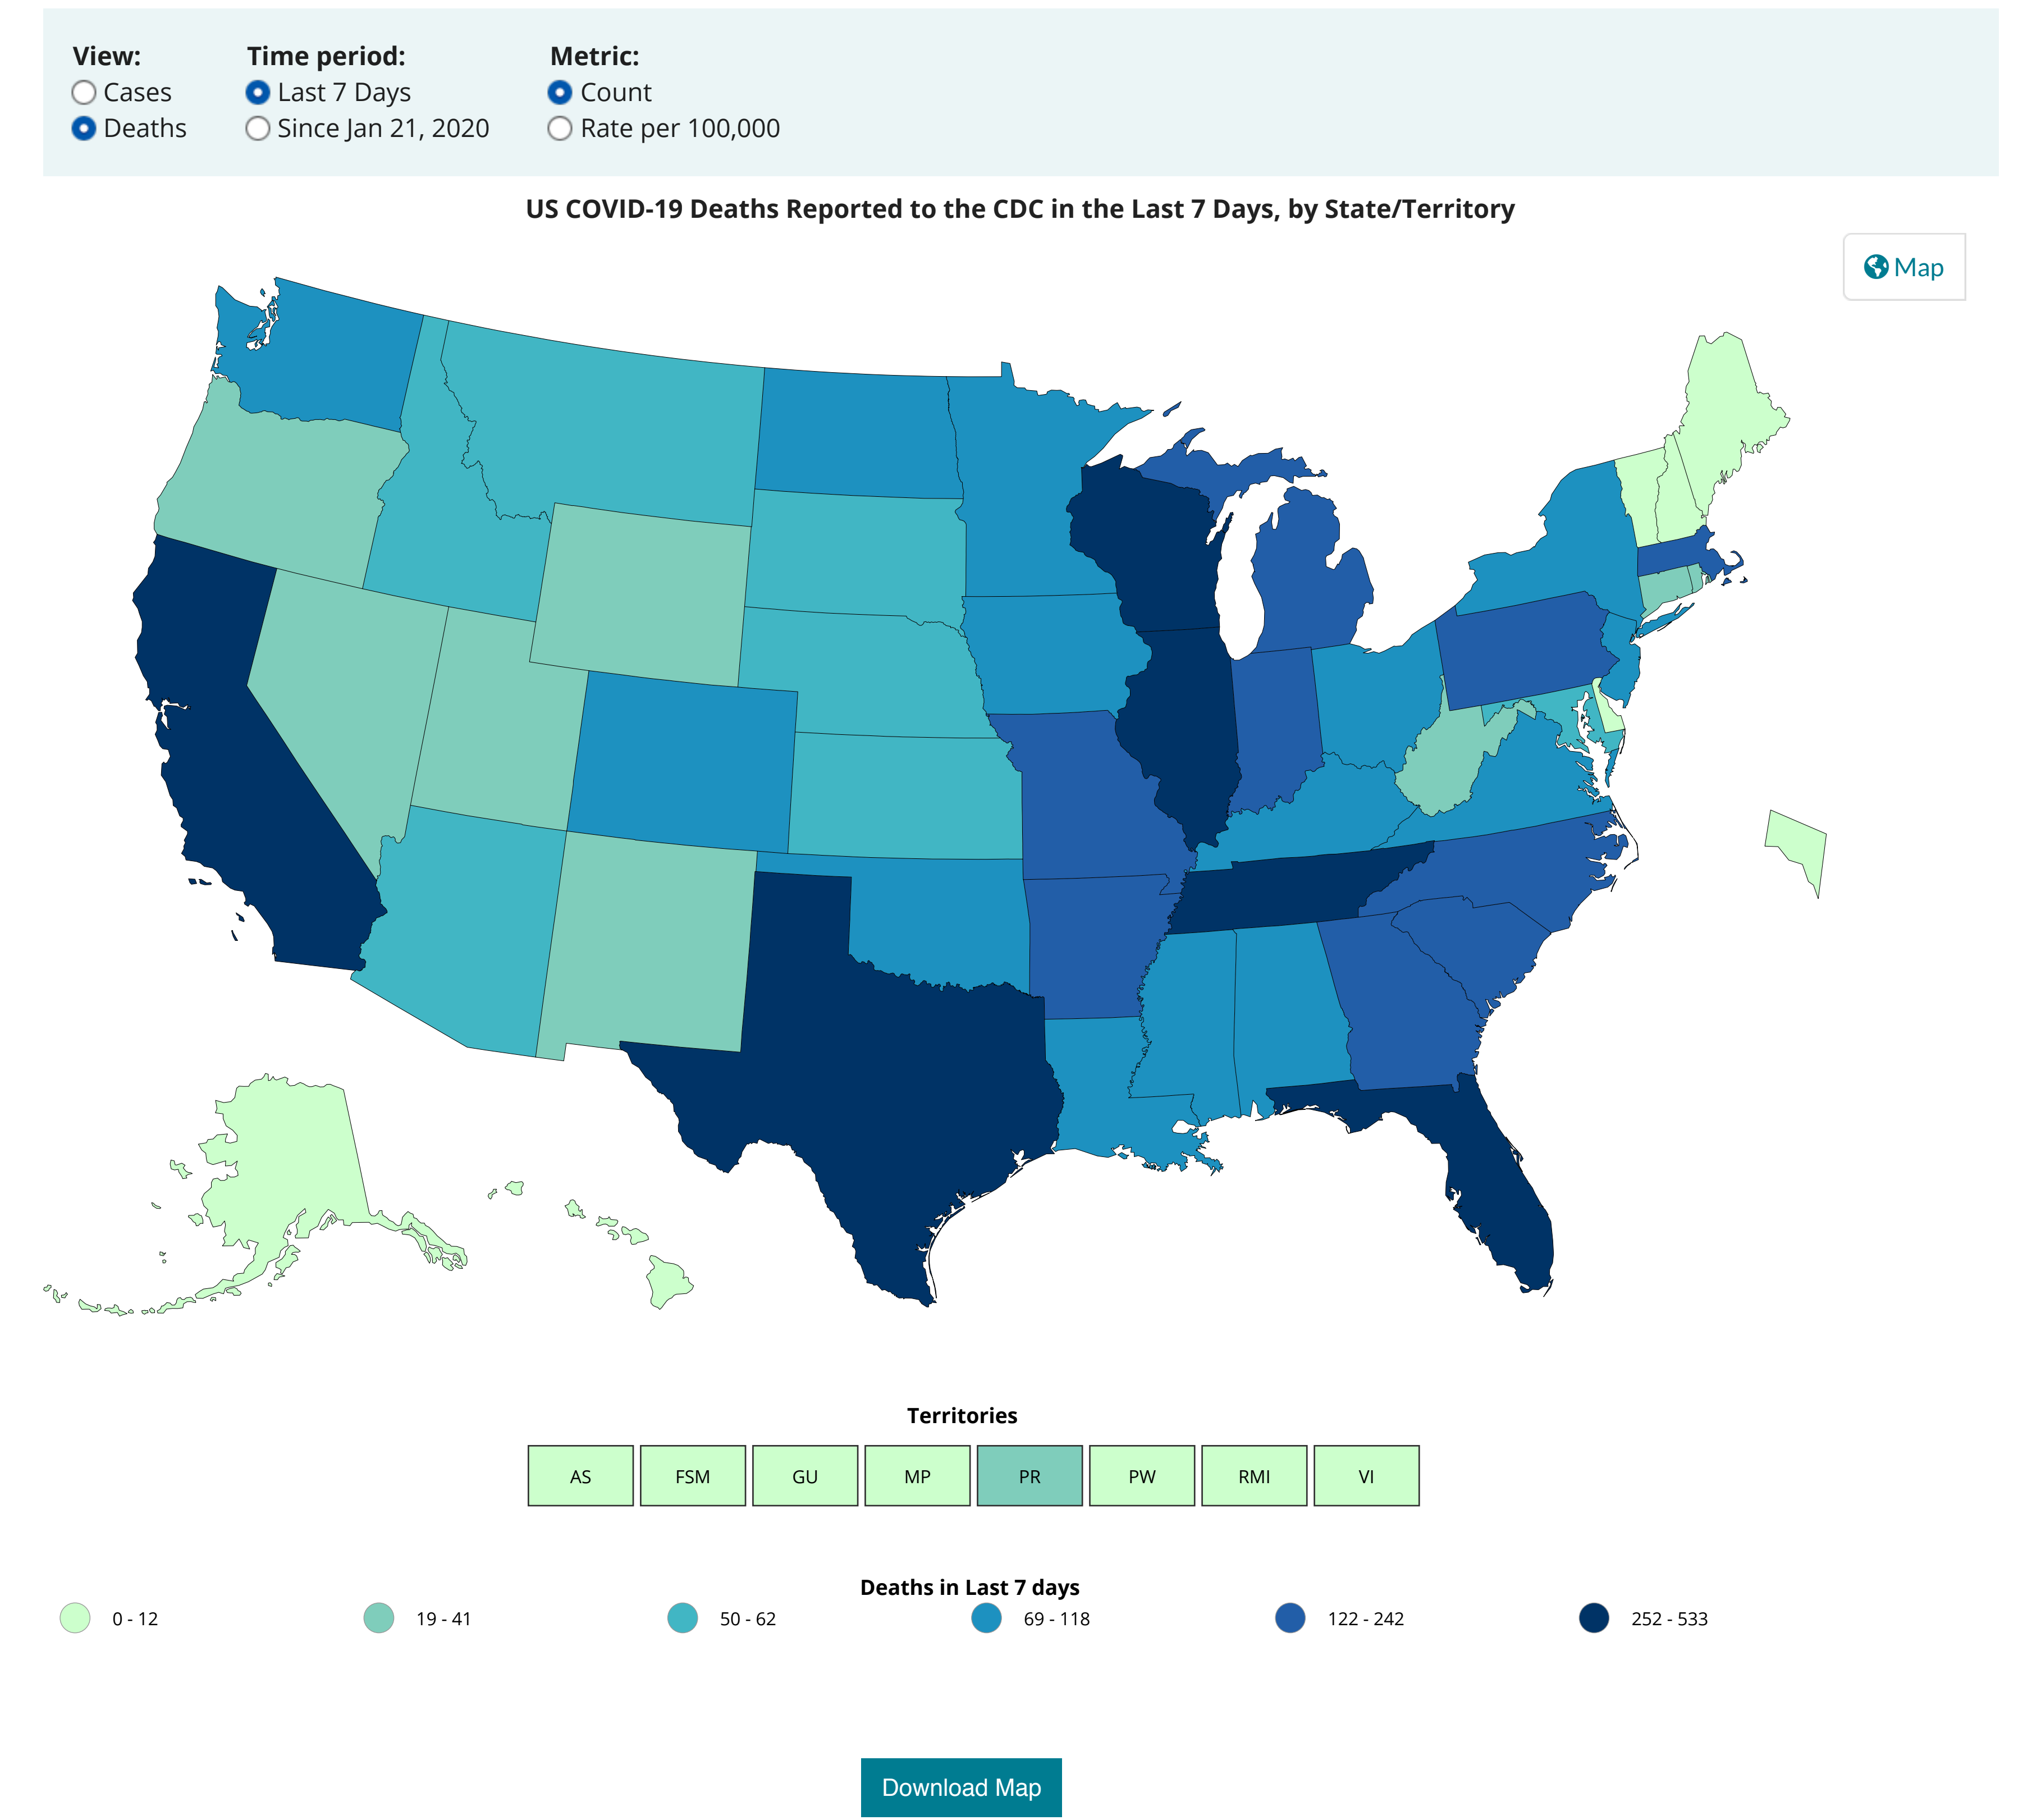 View: Time period: Metric:
Cases Last 7 Days Count
Deaths Since Jan 21, 2020 Rate per 100,000
US COVID-19 Deaths Reported to the CDC in the Last 7 Days, by State/Territory
Map
Territories
AS FSM GU MP PR PW RMI VI
Deaths in Last 7 days
0 - 12 19 - 41 50 - 62 69 - 118 122 - 242 252 - 533
Download Map